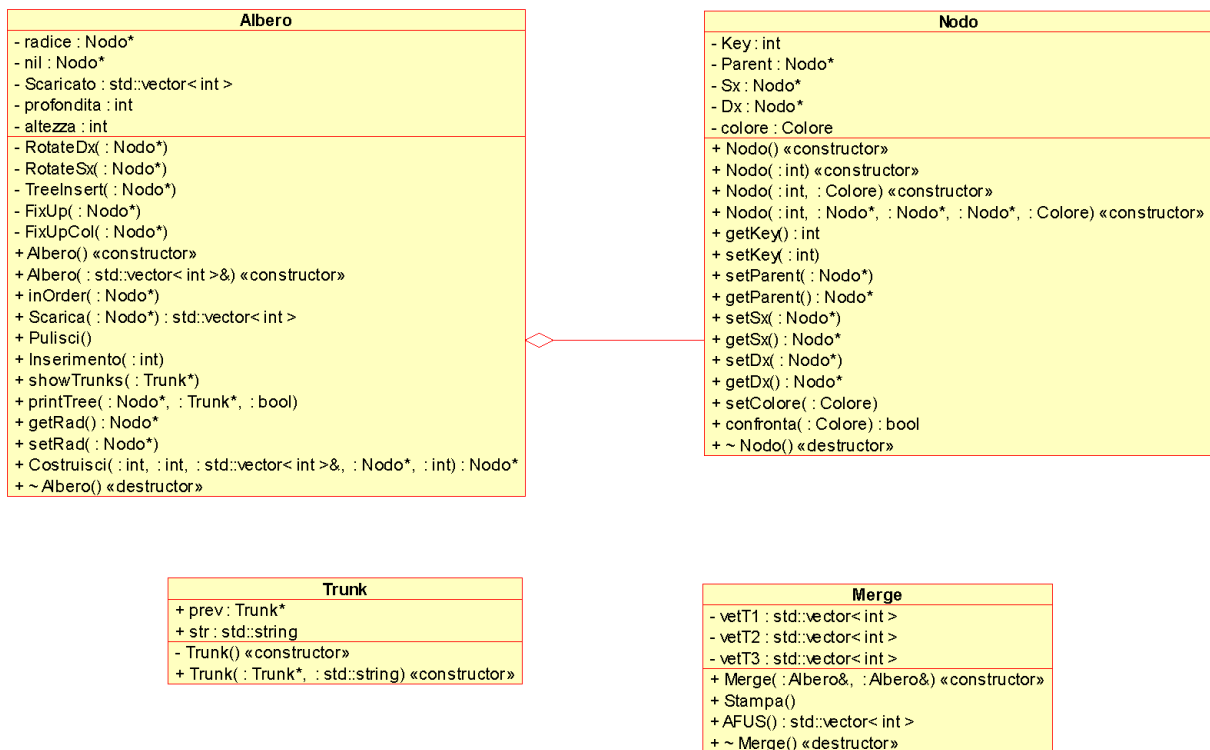 Albero
- radice : Nodo*
- nil : Nodo*
- Scaricato : std::vector< int >
- profondita : int
- altezza : int
- RotateDx( : Nodo*)
- RotateSx( : Nodo*)
- TreeInsert( : Nodo*)
- FixUp( : Nodo*)
- FixUpCol( : Nodo*)
+ Albero() «constructor»
+ Albero( : std::vector< int >&) «constructor»
+ inOrder( : Nodo*)
+ Scarica( : Nodo*) : std::vector< int >
+ Pulisci()
+ Inserimento( : int)
+ showTrunks( : Trunk*)
+ printTree( : Nodo*, : Trunk*, : bool)
+ getRad() : Nodo*
+ setRad( : Nodo*)
+ Costruisci( : int, : int, : std::vector< int >&, : Nodo*, : int) : Nodo*
+ ~ Albero() «destructor»
Nodo
- Key : int
- Parent : Nodo*
- Sx : Nodo*
- Dx : Nodo*
- colore : Colore
+ Nodo() «constructor»
+ Nodo( : int) «constructor»
+ Nodo( : int, : Colore) «constructor»
+ Nodo( : int, : Nodo*, : Nodo*, : Nodo*, : Colore) «constructor»
+ getKey() : int
+ setKey( : int)
+ setParent( : Nodo*)
+ getParent() : Nodo*
+ setSx( : Nodo*)
+ getSx() : Nodo*
+ setDx( : Nodo*)
+ getDx() : Nodo*
+ setColore( : Colore)
+ confronta( : Colore) : bool
+ ~ Nodo() «destructor»
Trunk
+ prev : Trunk*
+ str : std::string
- Trunk() «constructor»
+ Trunk( : Trunk*, : std::string) «constructor»
Merge
- vetT1 : std::vector< int >
- vetT2 : std::vector< int >
- vetT3 : std::vector< int >
+ Merge( : Albero&, : Albero&) «constructor»
+ Stampa()
+ AFUS() : std::vector< int >
+ ~ Merge() «destructor»